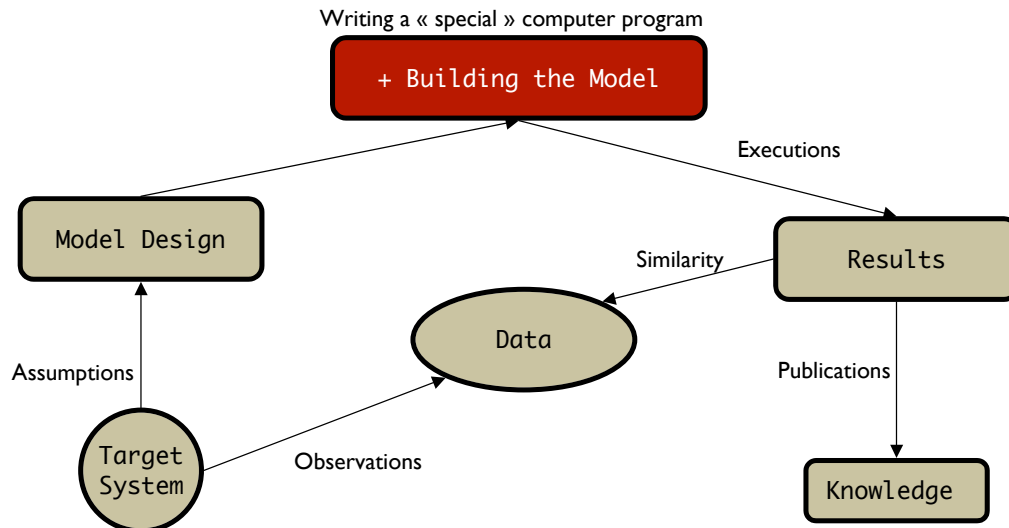 Writing a « special » computer program
+ Building the Model
Executions
Model Design
Similarity
Results
Data
Assumptions
Publications
Target
System
Observations
Knowledge